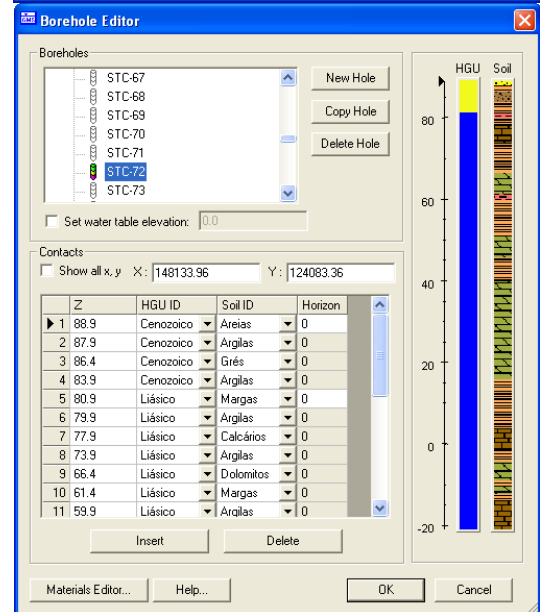 Borehole Editor
Boreholes
STC-67
STC-68
STC-69
STC-70
STC-71
STC-72
STC-73
New Hole
Copy Hole
Delete Hole
Set water table elevation: 0.0
Contacts
Show all x, y X: 148133.96 Y: 124083.36
Z HGU ID Soil ID Horizon
1 88.9 Cenozoico Areias 0
2 87.9 Cenozoico Argilas 0
3 86.4 Cenozoico Grés 0
4 83.9 Cenozoico Argilas 0
5 80.9 Liásico Margas 0
6 79.9 Liásico Argilas 0
7 77.9 Liásico Calcários 0
8 73.9 Liásico Argilas 0
9 66.4 Liásico Dolomitos 0
10 61.4 Liásico Margas 0
11 59.9 Liásico Argilas 0
Insert Delete
HGU Soil
80
60
40
20
0
-20
Materials Editor... Help... OK Cancel